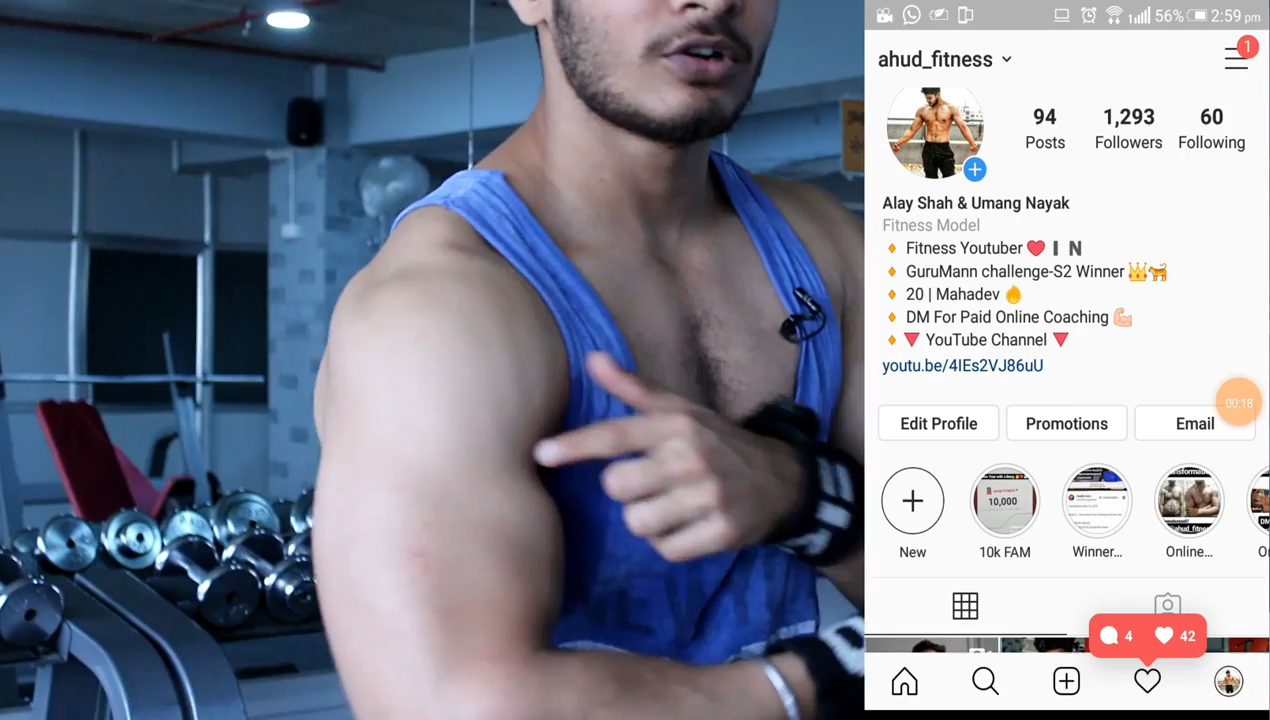 56% 2:59 pm
ahud_fitness
1
94
1,293
60
Posts
Followers
Following
Alay Shah & Umang Nayak
Fitness Model
Fitness Youtuber ❤️ I N
GuruMann challenge-S2 Winner 👑🐅
20 | Mahadev 🔥
DM For Paid Online Coaching 💪
🔻 YouTube Channel 🔻
youtu.be/4IEs2VJ86uU
00:18
Edit Profile
Promotions
Email
10,000
New
10k FAM
Winner...
Online...
4
42